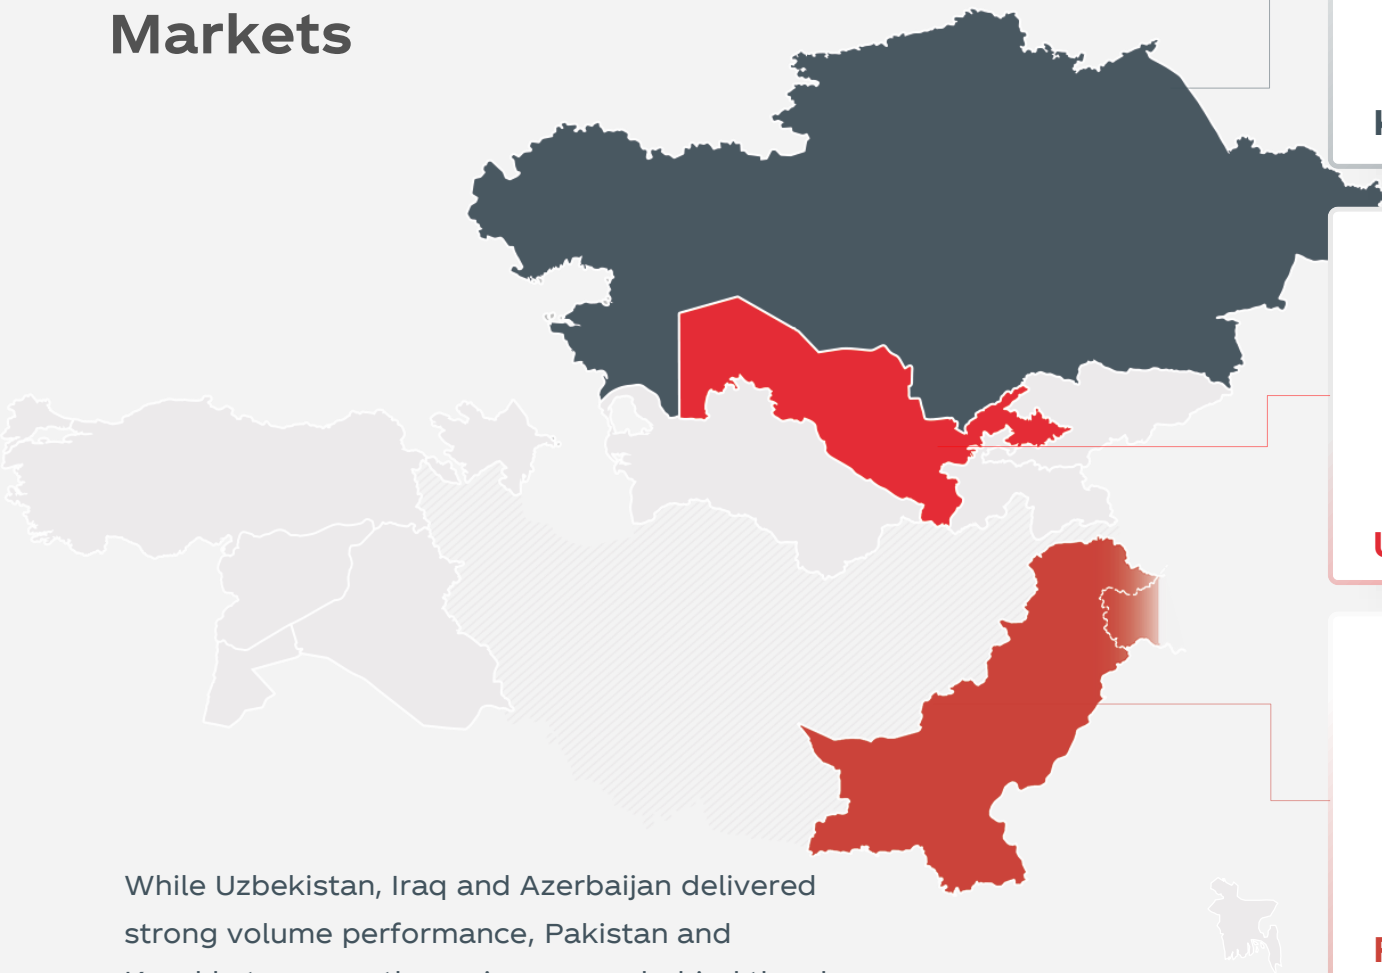 Markets
While Uzbekistan, Iraq and Azerbaijan delivered
strong volume performance, Pakistan and